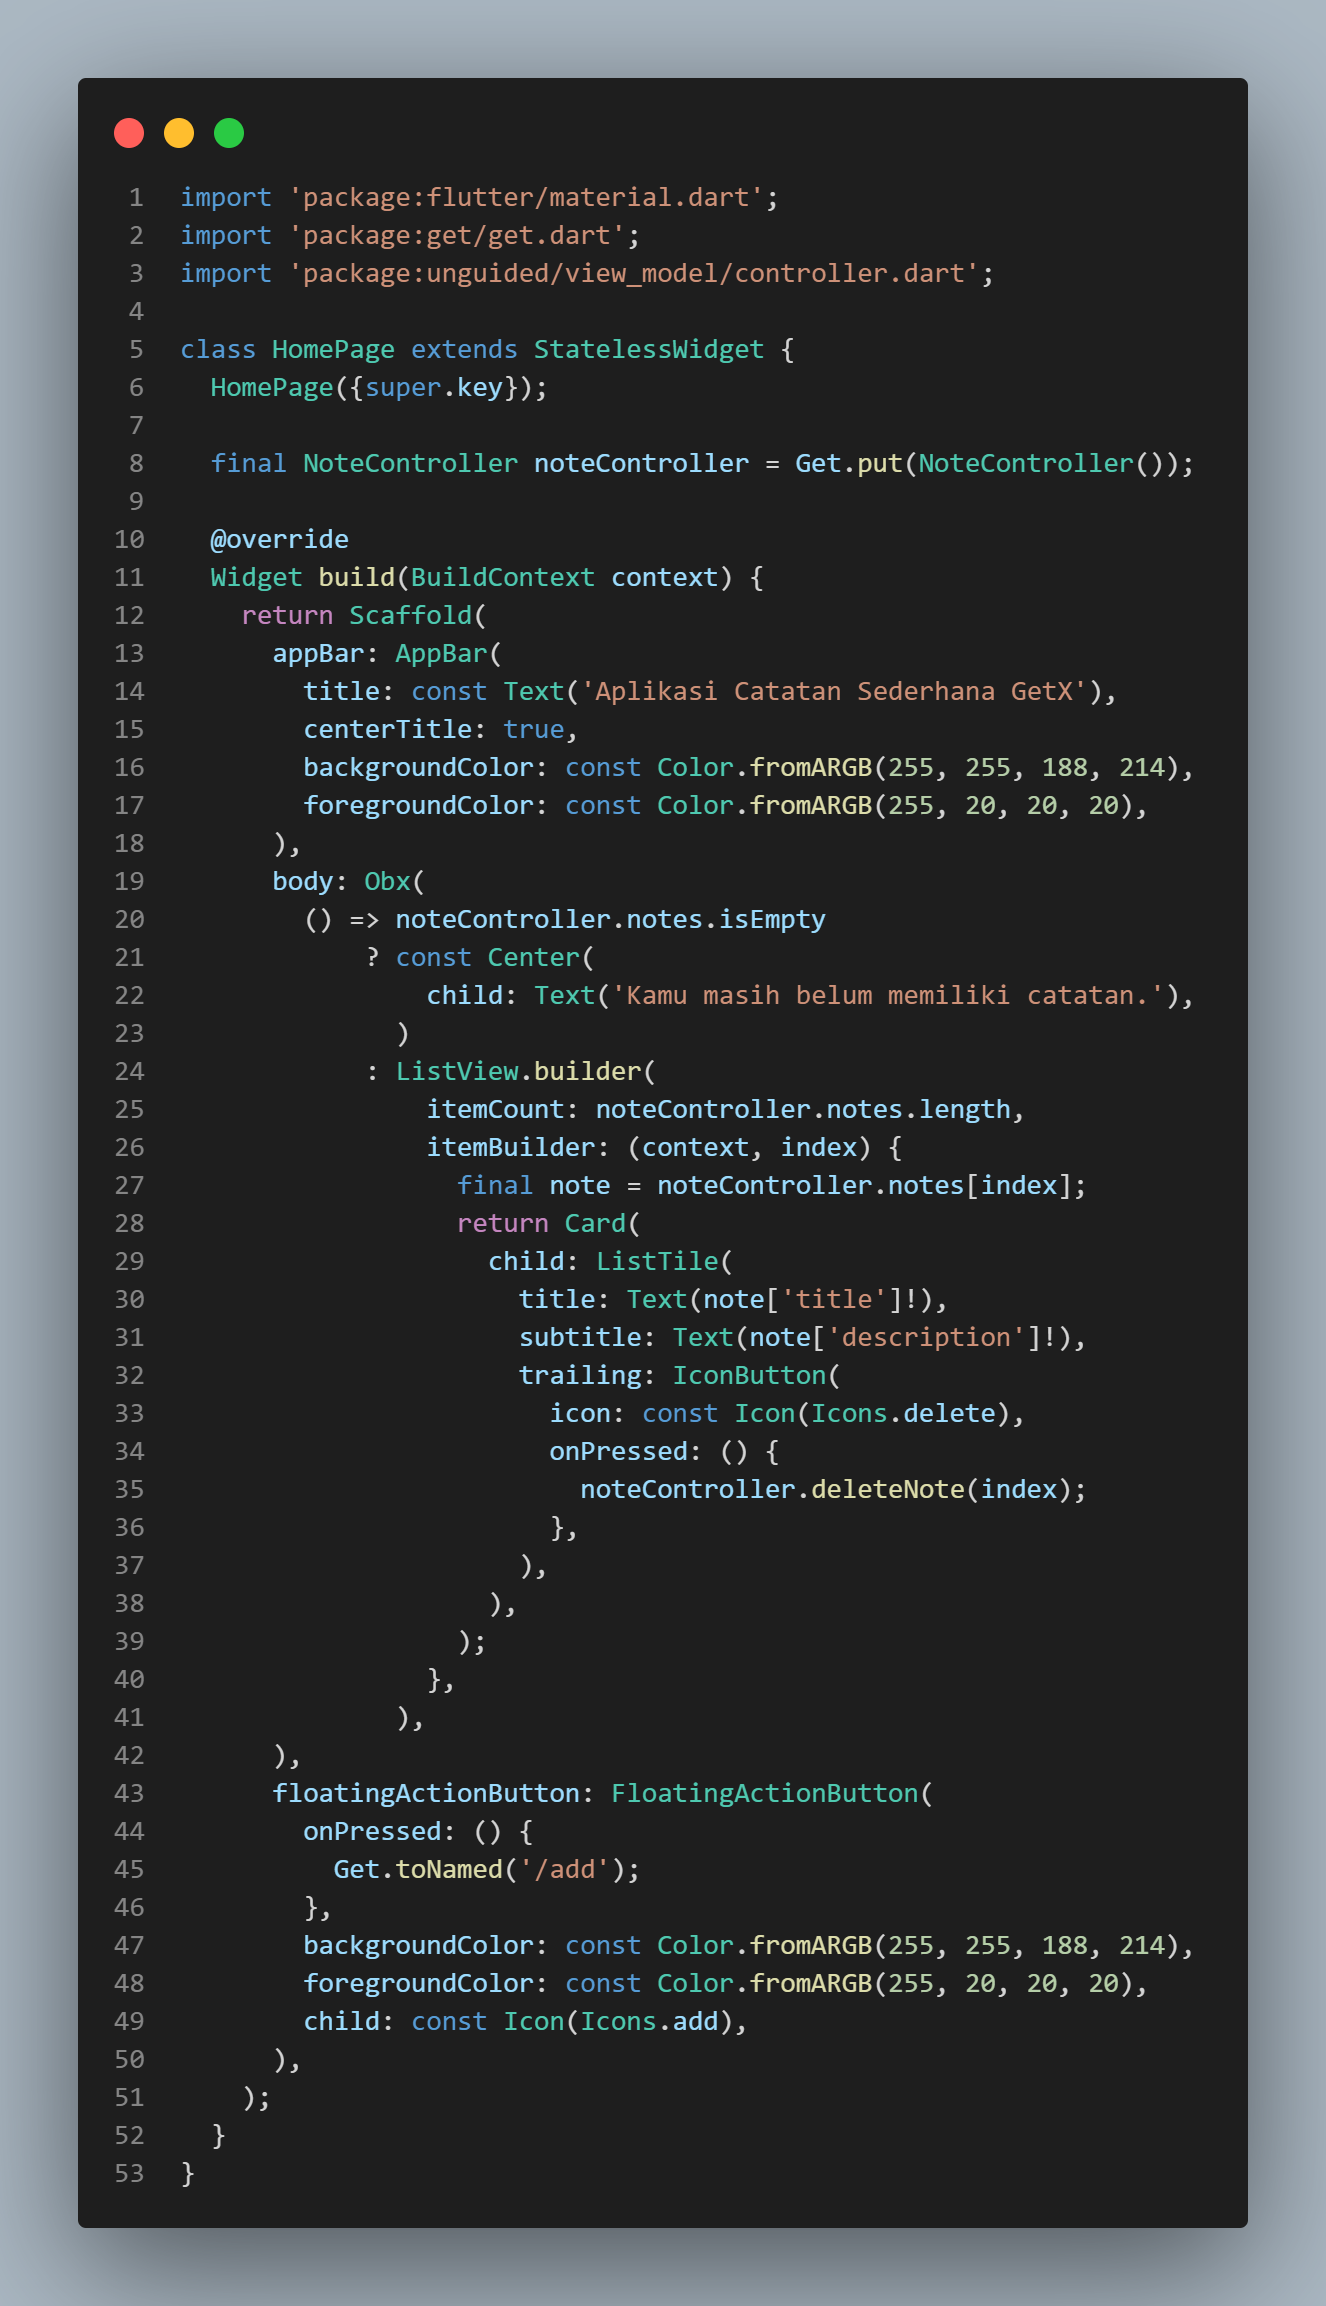 1 import 'package:flutter/material.dart';
2 import 'package:get/get.dart';
3 import 'package:unguided/view_model/controller.dart';
4
5 class HomePage extends StatelessWidget {
6   HomePage({super.key});
7
8   final NoteController noteController = Get.put(NoteController());
9
10   @override
11   Widget build(BuildContext context) {
12     return Scaffold(
13       appBar: AppBar(
14         title: const Text('Aplikasi Catatan Sederhana GetX'),
15         centerTitle: true,
16         backgroundColor: const Color.fromARGB(255, 255, 188, 214),
17         foregroundColor: const Color.fromARGB(255, 20, 20, 20),
18       ),
19       body: Obx(
20         () => noteController.notes.isEmpty
21             ? const Center(
22                 child: Text('Kamu masih belum memiliki catatan.'),
23               )
24             : ListView.builder(
25                 itemCount: noteController.notes.length,
26                 itemBuilder: (context, index) {
27                   final note = noteController.notes[index];
28                   return Card(
29                     child: ListTile(
30                       title: Text(note['title']!),
31                       subtitle: Text(note['description']!),
32                       trailing: IconButton(
33                         icon: const Icon(Icons.delete),
34                         onPressed: () {
35                           noteController.deleteNote(index);
36                         },
37                       ),
38                     ),
39                   );
40                 },
41               ),
42       ),
43       floatingActionButton: FloatingActionButton(
44         onPressed: () {
45           Get.toNamed('/add');
46         },
47         backgroundColor: const Color.fromARGB(255, 255, 188, 214),
48         foregroundColor: const Color.fromARGB(255, 20, 20, 20),
49         child: const Icon(Icons.add),
50       ),
51     );
52   }
53 }